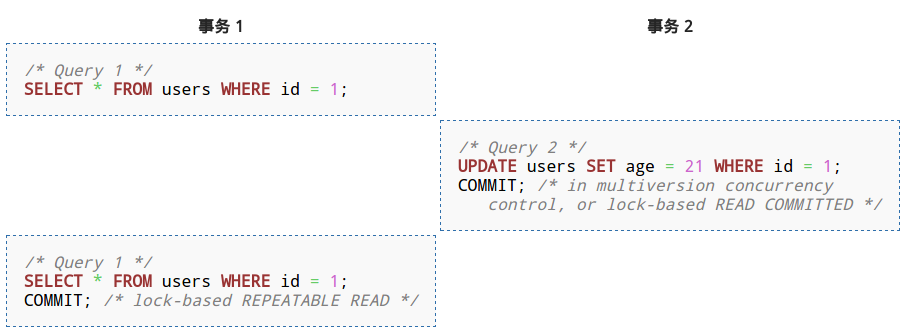 事务 1
事务 2
/* Query 1 */
SELECT * FROM users WHERE id = 1;
/* Query 2 */
UPDATE users SET age = 21 WHERE id = 1;
COMMIT; /* in multiversion concurrency
control, or lock-based READ COMMITTED */
/* Query 1 */
SELECT * FROM users WHERE id = 1;
COMMIT; /* lock-based REPEATABLE READ */